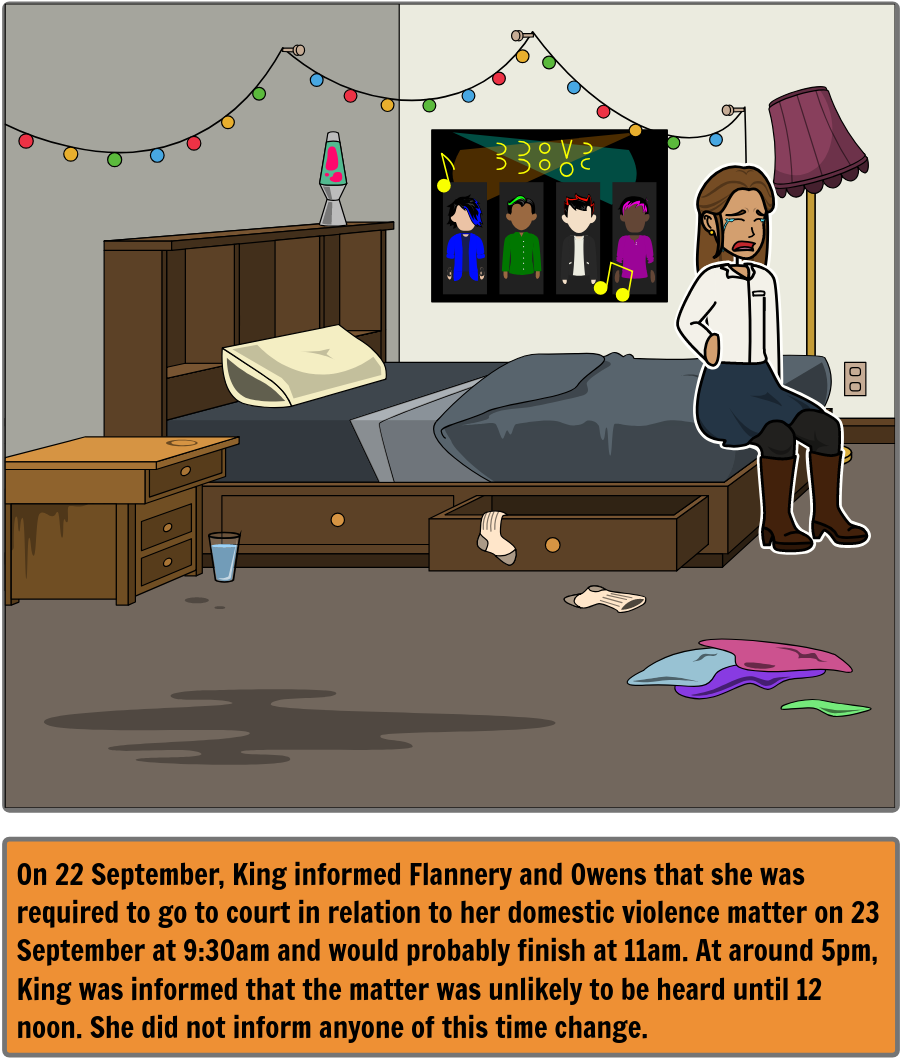 On 22 September, King informed Flannery and Owens that she was
required to go to court in relation to her domestic violence matter on 23
September at 9:30am and would probably finish at 11am. At around 5pm,
King was informed that the matter was unlikely to be heard until 12
noon. She did not inform anyone of this time change.